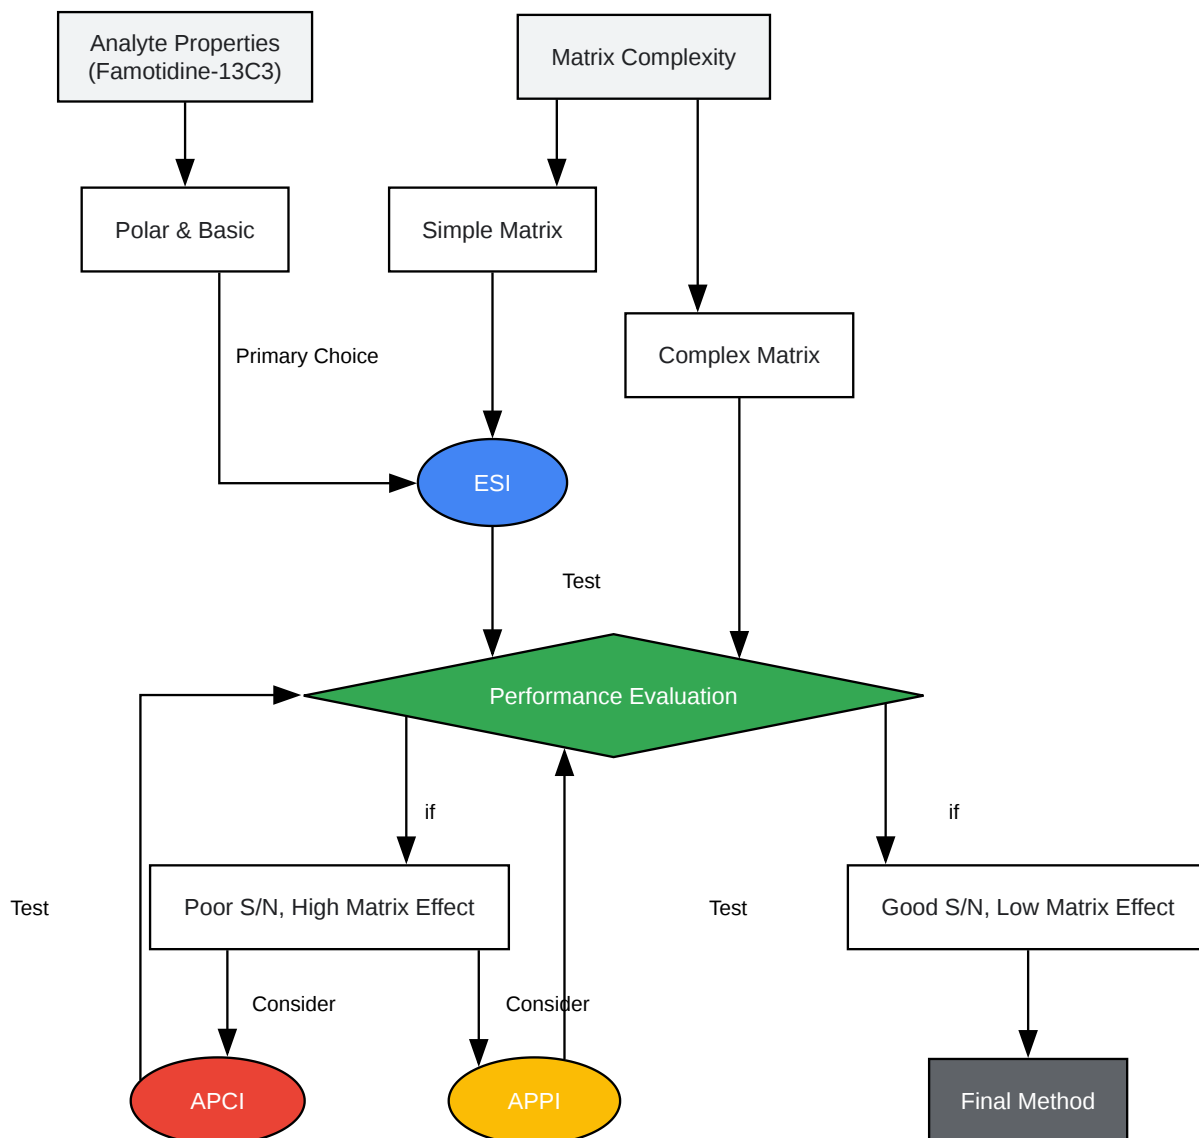 Analyte Properties
(Famotidine-13C3)
Matrix Complexity
Polar & Basic
Simple Matrix
Primary Choice
Complex Matrix
ESI
Test
Performance Evaluation
if
if
Test
Poor S/N, High Matrix Effect
Test
Good S/N, Low Matrix Effect
Consider
Consider
APCI
APPI
Final Method